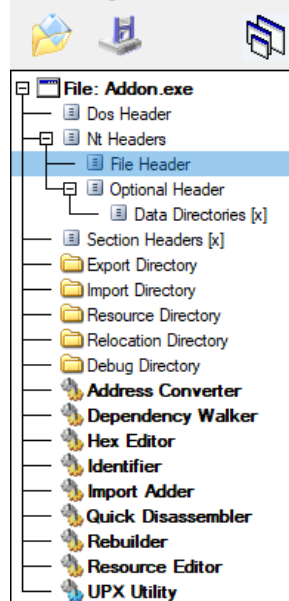 File: Addon.exe
Dos Header
Nt Headers
File Header
Optional Header
Data Directories [x]
Section Headers [x]
Export Directory
Import Directory
Resource Directory
Relocation Directory
Debug Directory
Address Converter
Dependency Walker
Hex Editor
Identifier
Import Adder
Quick Disassembler
Rebuilder
Resource Editor
UPX Utility